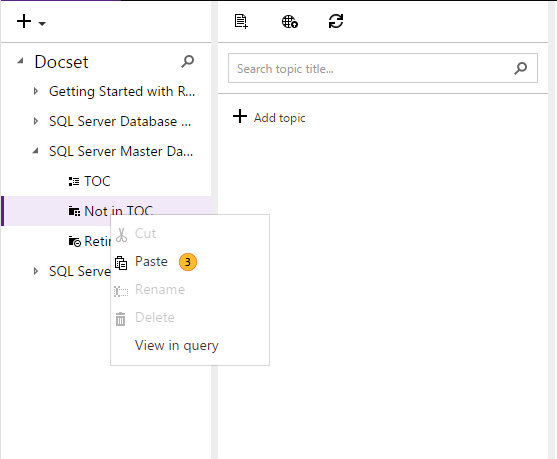 Docset
Getting Started with R...
SQL Server Database ...
SQL Server Master Da...
TOC
Not in TOC
SQL Serve
Cut
Paste 3
Rename
Delete
View in query
Search topic title...
Add topic